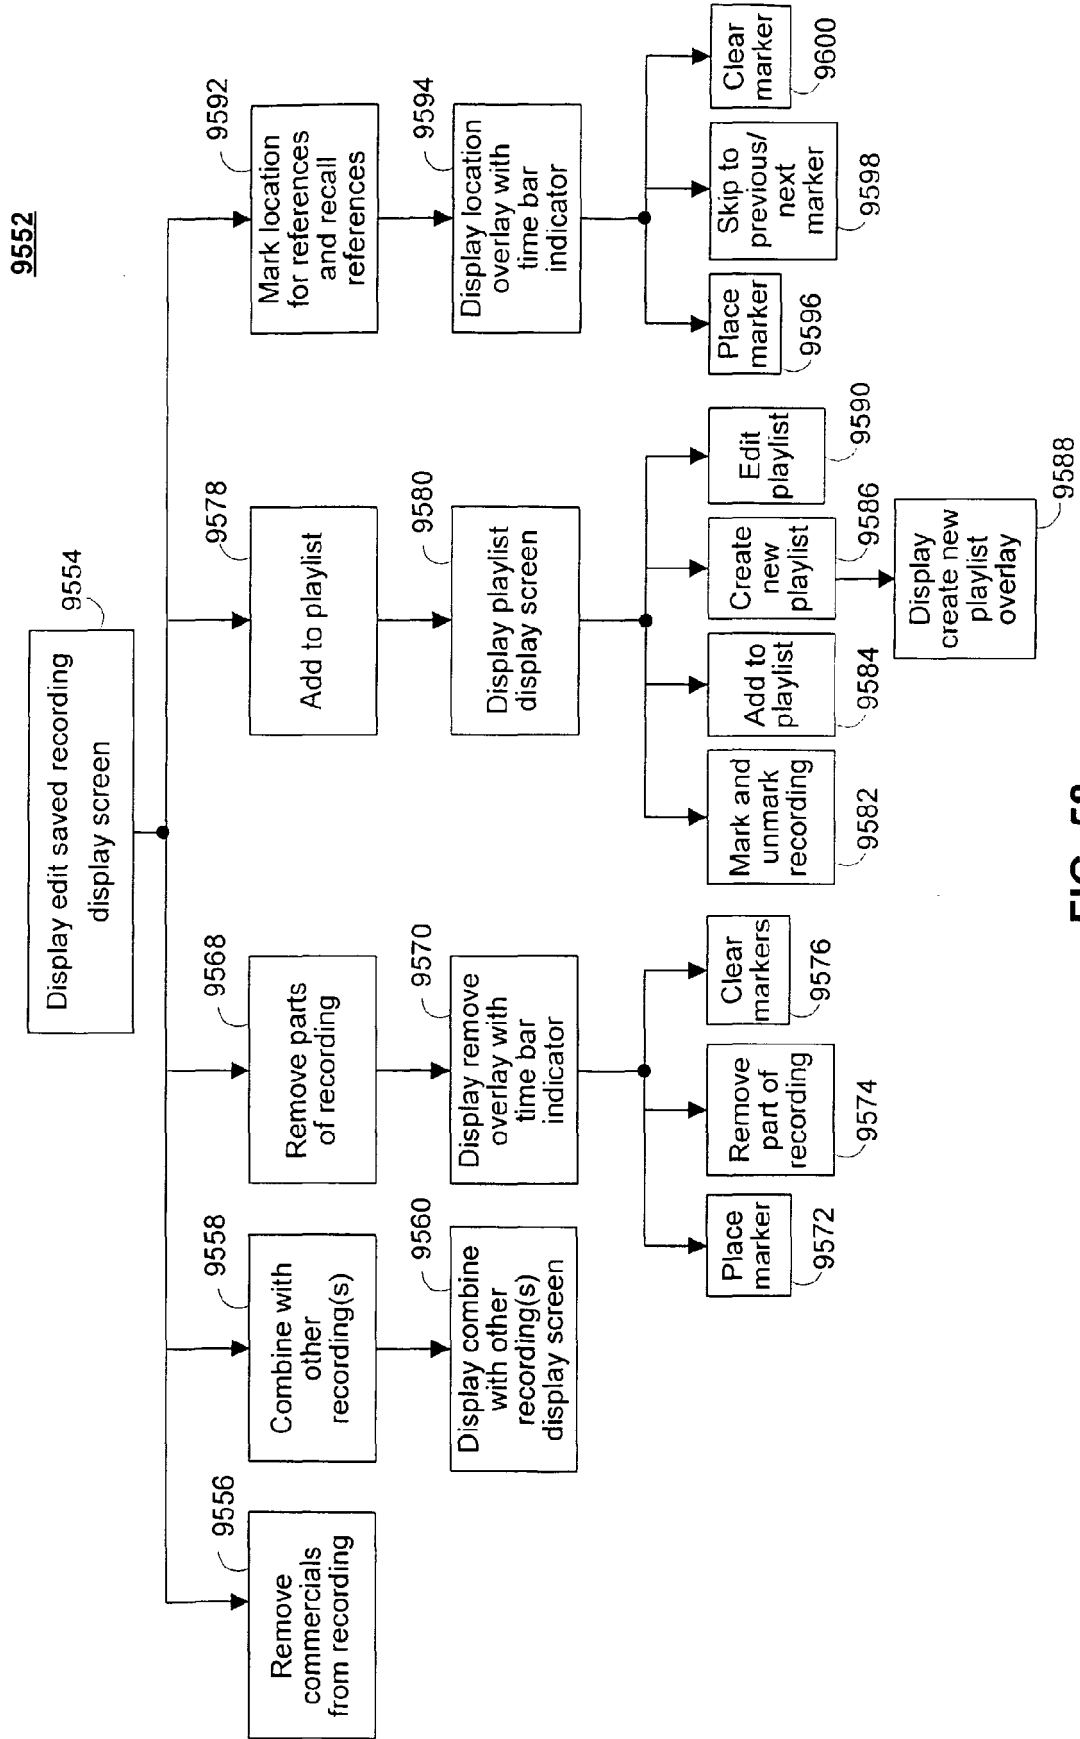 9552
Display edit saved recording
display screen
9554
Remove
commercials
from recording
9556
Combine with
other
recording(s)
9558
Display combine
with other
recording(s)
display screen
9560
Remove parts
of recording
9568
Display remove
overlay with
time bar
indicator
9570
Place
marker
9572
Remove
part of
recording
9574
Clear
markers
9576
Add to playlist
9578
Display playlist
display screen
9580
Mark and
unmark
recording
9582
Add to
playlist
9584
Create
new
playlist
9586
Display
create new
playlist
overlay
9588
Edit
playlist
9590
Mark location
for references
and recall
references
9592
Display location
overlay with
time bar
indicator
9594
Place
marker
9596
Skip to
previous/
next
marker
9598
Clear
marker
9600